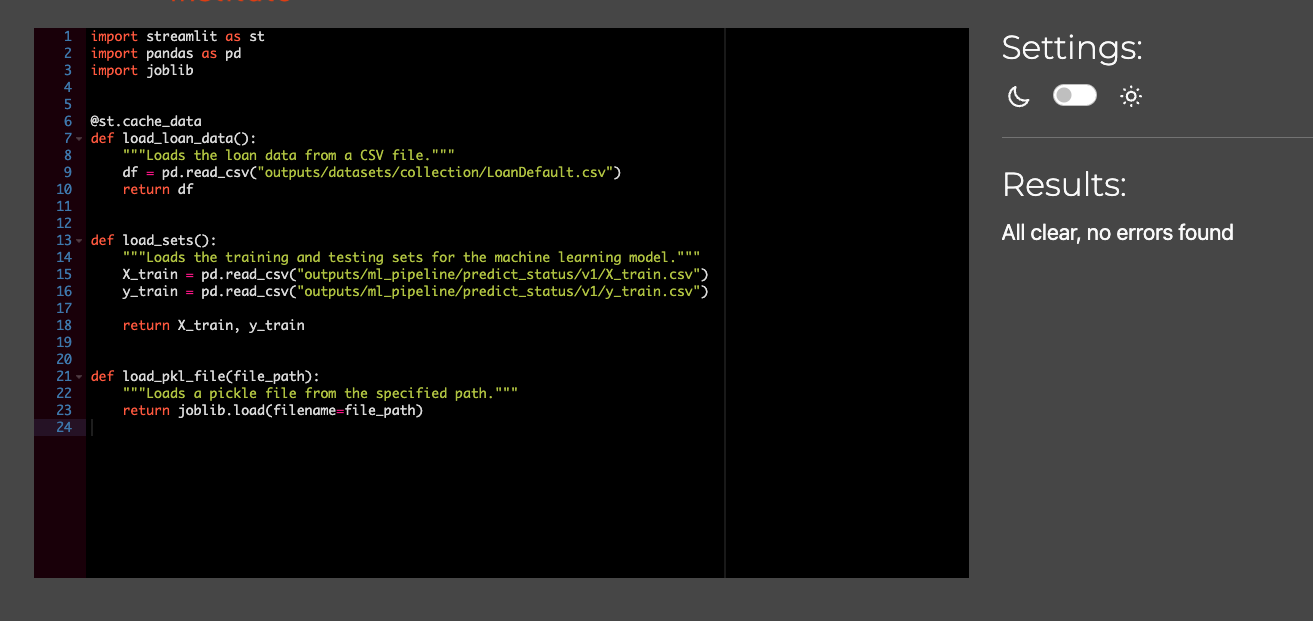 1 import streamlit as st
2 import pandas as pd
3 import joblib
4
5
6 @st.cache_data
7 def load_loan_data():
8     """Loads the loan data from a CSV file."""
9     df = pd.read_csv("outputs/datasets/collection/LoanDefault.csv")
10     return df
11
12
13 def load_sets():
14     """Loads the training and testing sets for the machine learning model."""
15     X_train = pd.read_csv("outputs/ml_pipeline/predict_status/v1/X_train.csv")
16     y_train = pd.read_csv("outputs/ml_pipeline/predict_status/v1/y_train.csv")
17
18     return X_train, y_train
19
20
21 def load_pkl_file(file_path):
22     """Loads a pickle file from the specified path."""
23     return joblib.load(filename=file_path)
24
Settings:
Results:
All clear, no errors found